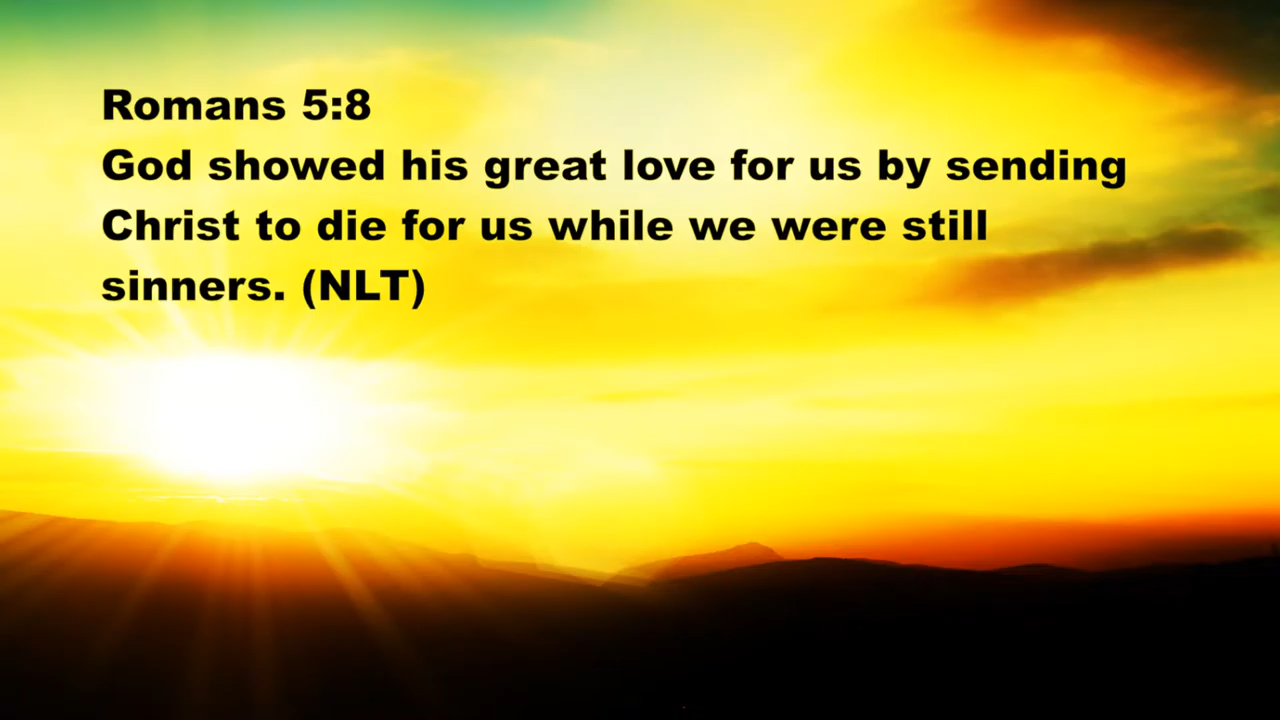 Romans 5:8
God showed his great love for us by sending
Christ to die for us while we were still
sinners. (NLT)